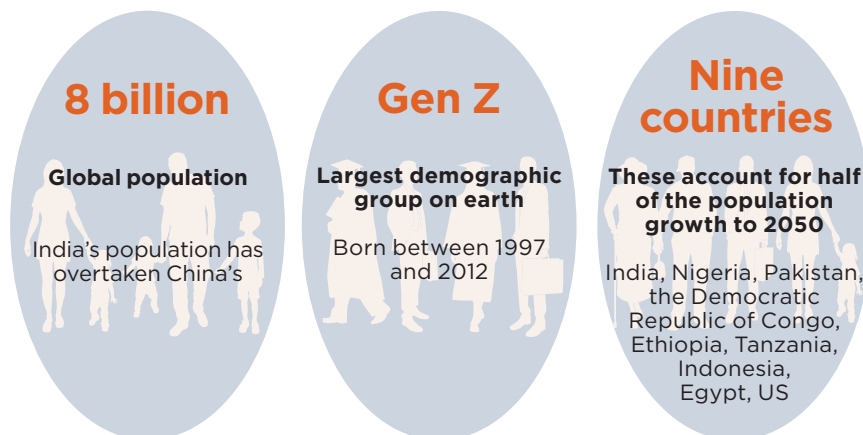 8 billion
Global population
India's population has
overtaken China's
Gen Z
Largest demographic
group on earth
Born between 1997
and 2012
Nine
countries
These account for half
of the population
growth to 2050
India, Nigeria, Pakistan,
the Democratic
Republic of Congo,
Ethiopia, Tanzania,
Indonesia,
Egypt, US